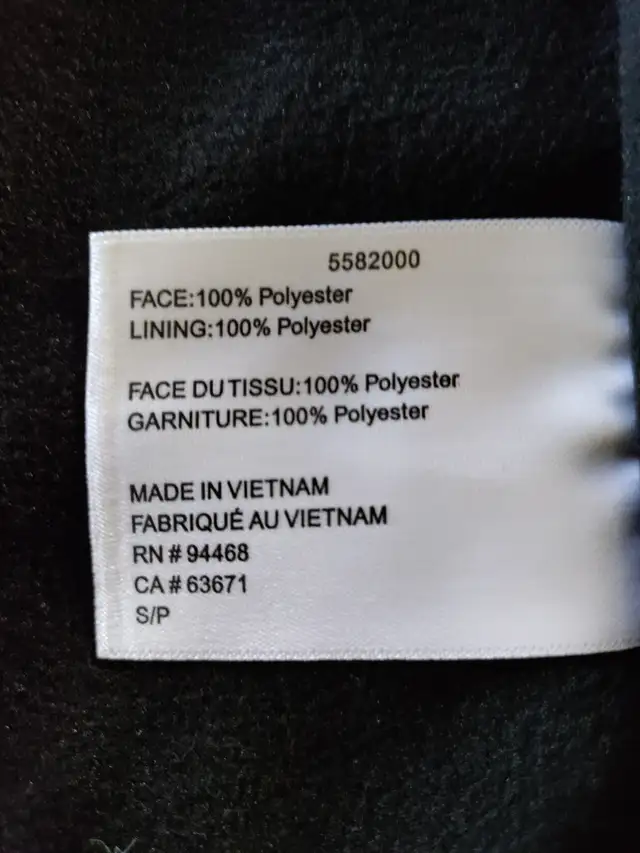 5582000
FACE:100% Polyester
LINING:100% Polyester
FACE DU TISSU:100% Polyester
GARNITURE:100% Polyester
MADE IN VIETNAM
FABRIQUÉ AU VIETNAM
RN # 94468
CA # 63671
S/P